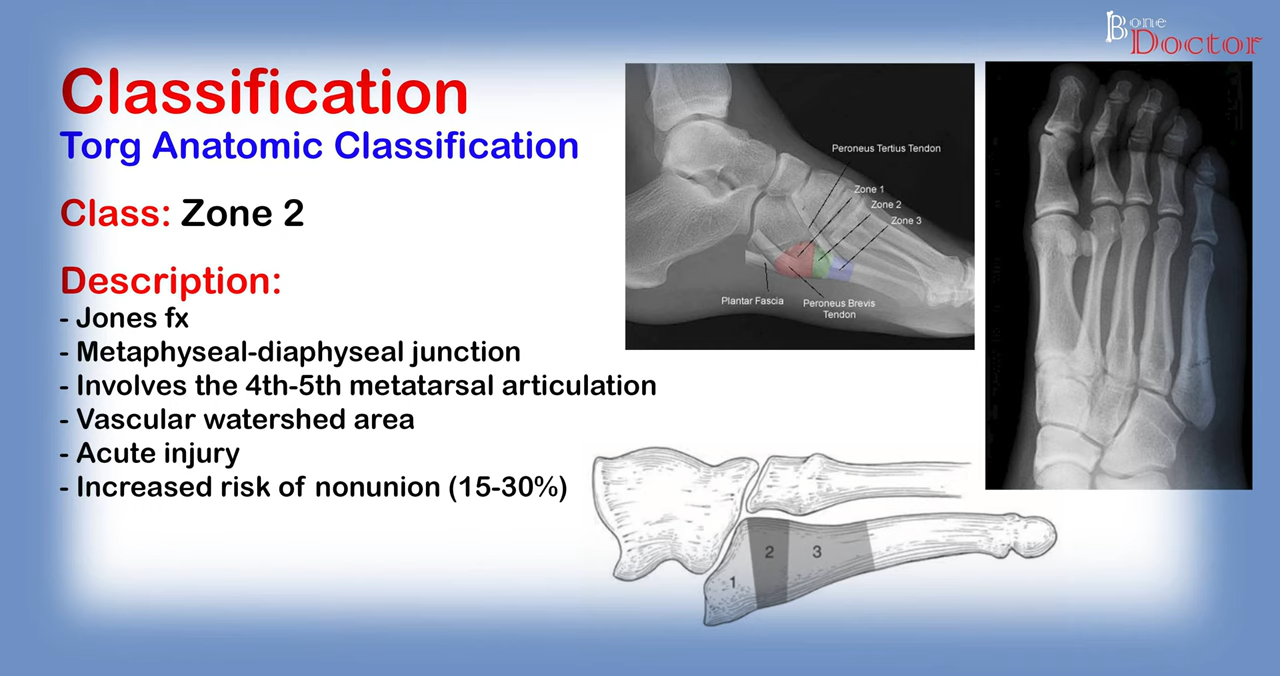 Bone
Doctor
Classification
Torg Anatomic Classification
Class: Zone 2
Description:
- Jones fx
- Metaphyseal-diaphyseal junction
- Involves the 4th-5th metatarsal articulation
- Vascular watershed area
- Acute injury
- Increased risk of nonunion (15-30%)
Peroneus Tertius Tendon
Zone 1
Zone 2
Zone 3
Plantar Fascia
Peroneus Brevis
Tendon
1
2
3